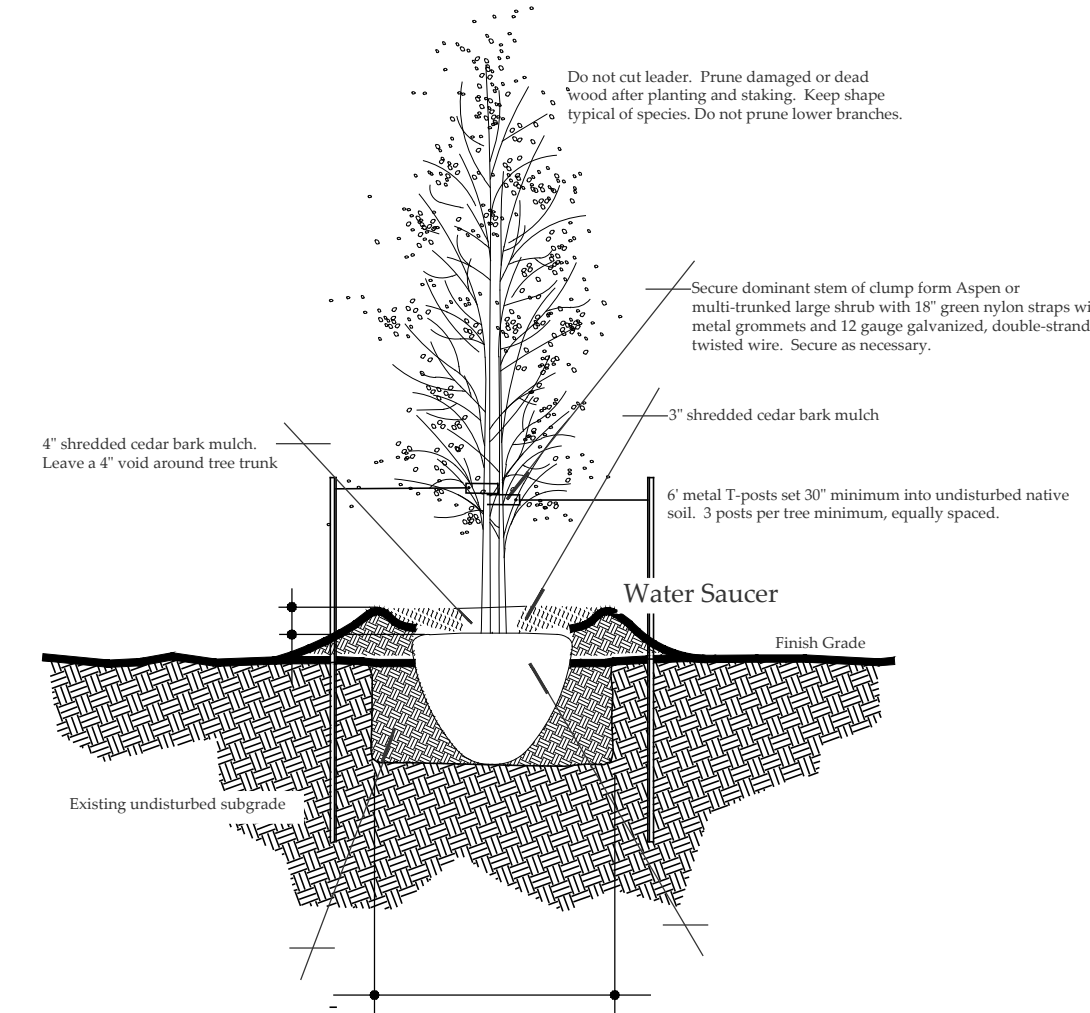 Do not cut leader.  Prune damaged or dead
wood after planting and staking.  Keep shape
typical of species. Do not prune lower branches.
Secure dominant stem of clump form Aspen or
multi-trunked large shrub with 18" green nylon straps
metal grommets and 12 gauge galvanized, double-strand
twisted wire.  Secure as necessary.
3" shredded cedar bark mulch
4" shredded cedar bark mulch.
Leave a 4" void around tree trunk
6' metal T-posts set 30" minimum into undisturbed native
soil.  3 posts per tree minimum, equally spaced.
Water Saucer
Finish Grade
Existing undisturbed subgrade